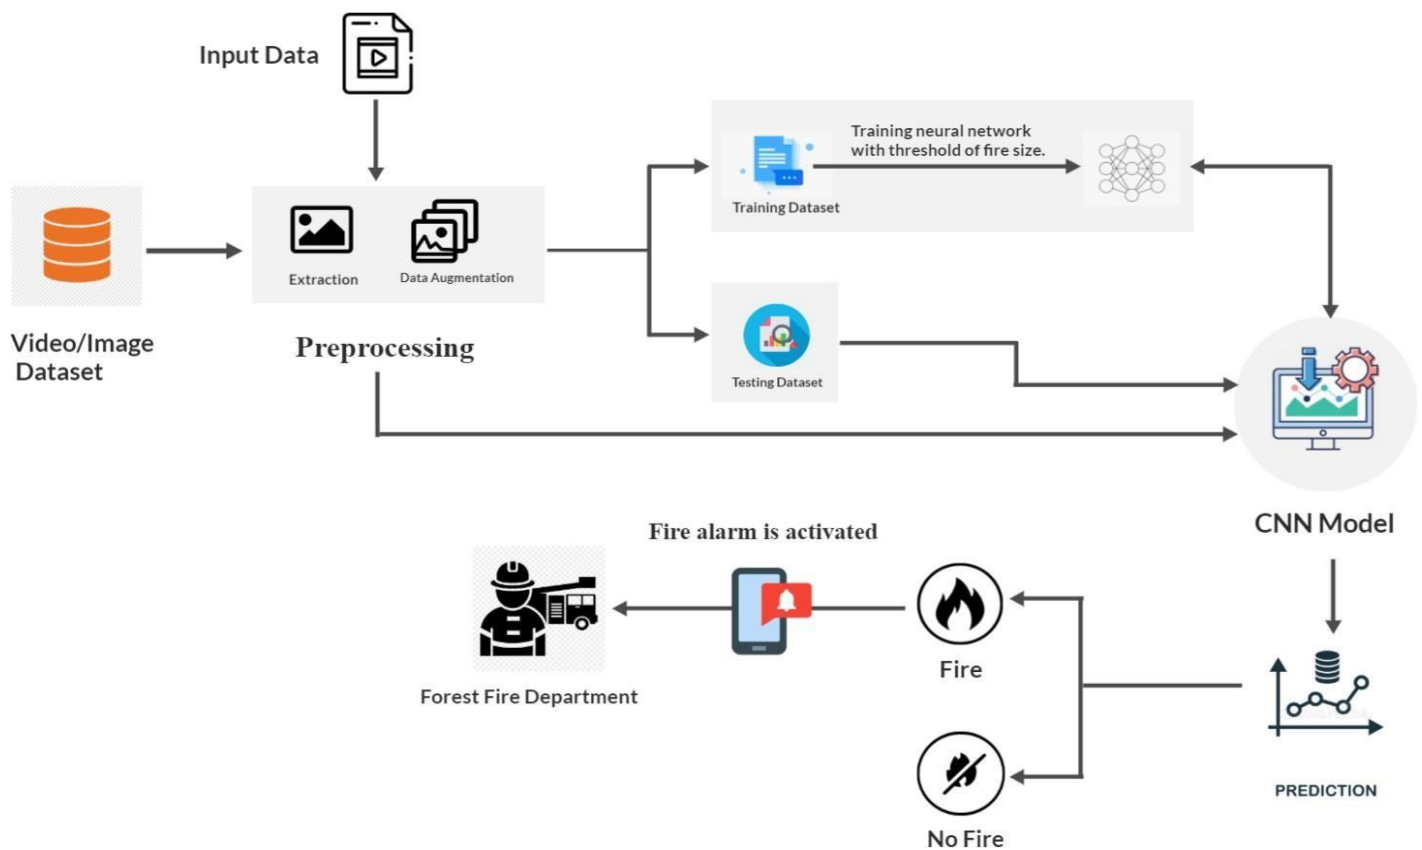 Input Data
Training neural network
with threshold of fire size.
Training Dataset
Extraction
Data Augmentation
Video/Image
Dataset
Preprocessing
Testing Dataset
CNN Model
Fire alarm is activated
Forest Fire Department
Fire
PREDICTION
No Fire